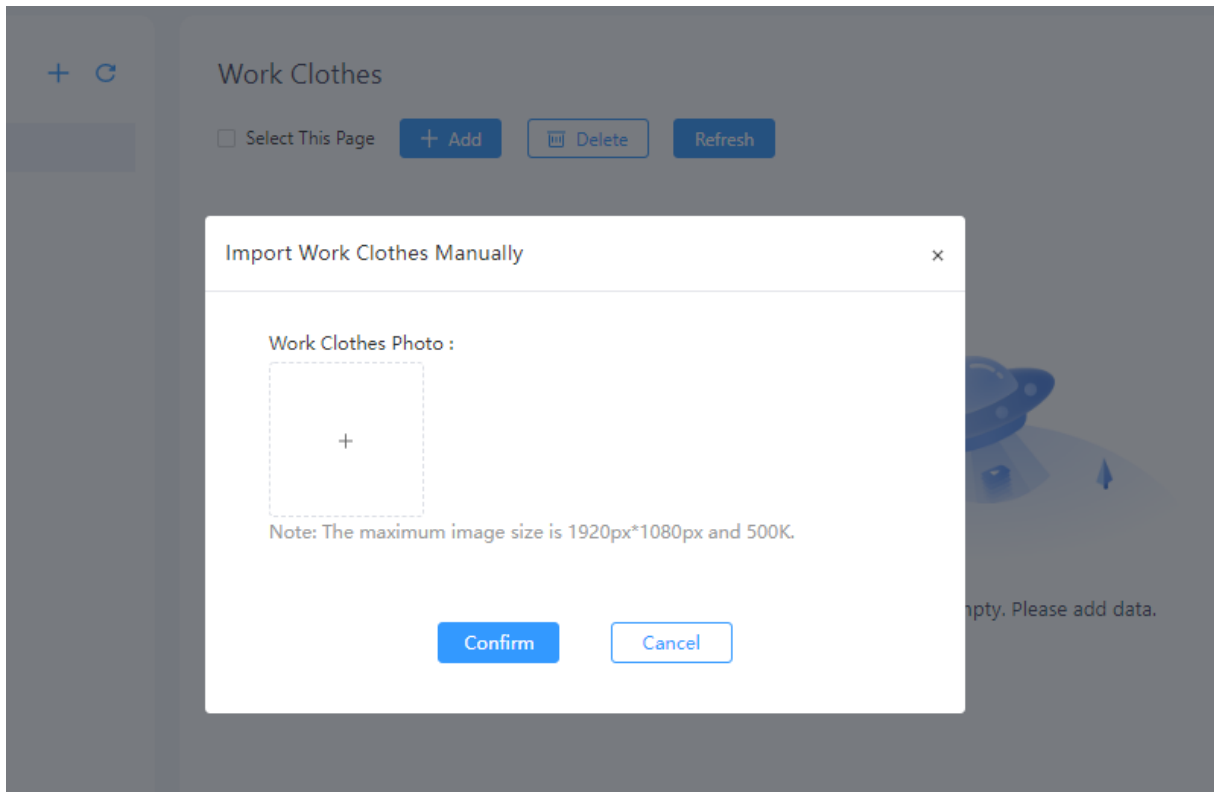 Work Clothes
Select This Page + Add Delete Refresh
Import Work Clothes Manually ×
Work Clothes Photo :
+
Note: The maximum image size is 1920px*1080px and 500K.
Please add data.
Confirm Cancel